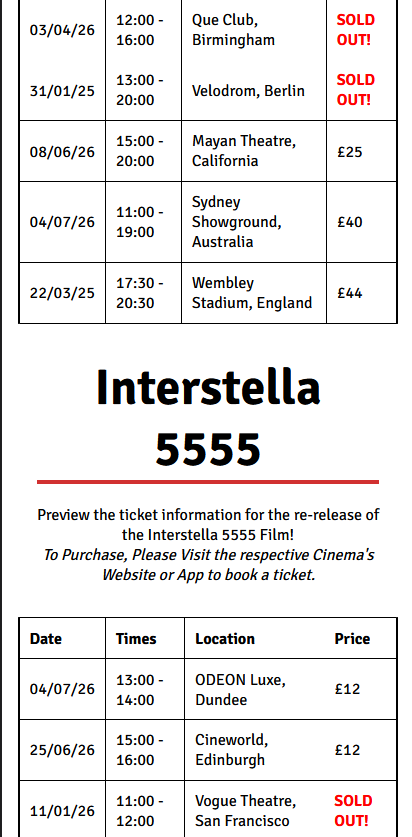 03/04/26 12:00 - 16:00 Que Club, Birmingham SOLD OUT!
31/01/25 13:00 - 20:00 Velodrom, Berlin SOLD OUT!
08/06/26 15:00 - 20:00 Mayan Theatre, California £25
04/07/26 11:00 - 19:00 Sydney Showground, Australia £40
22/03/25 17:30 - 20:30 Wembley Stadium, England £44
Interstella
5555
Preview the ticket information for the re-release of
the Interstella 5555 Film!
To Purchase, Please Visit the respective Cinema's
Website or App to book a ticket.
Date Times Location Price
04/07/26 13:00 - 14:00 ODEON Luxe, Dundee £12
25/06/26 15:00 - 16:00 Cineworld, Edinburgh £12
11/01/26 11:00 - 12:00 Vogue Theatre, San Francisco SOLD OUT!